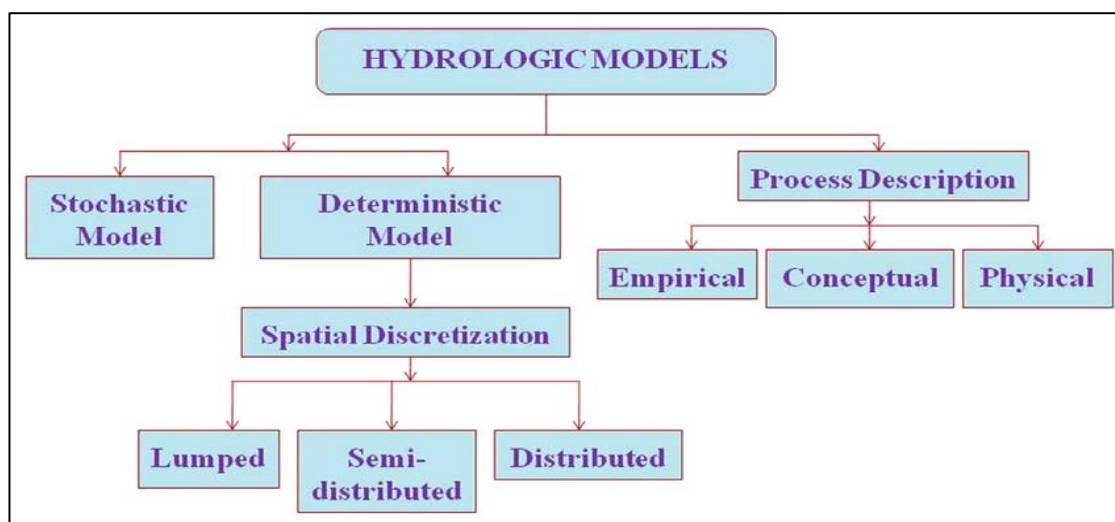 HYDROLOGIC MODELS
Stochastic
Model
Deterministic
Model
Process Description
Empirical
Conceptual
Physical
Spatial Discretization
Lumped
Semi-
distributed
Distributed